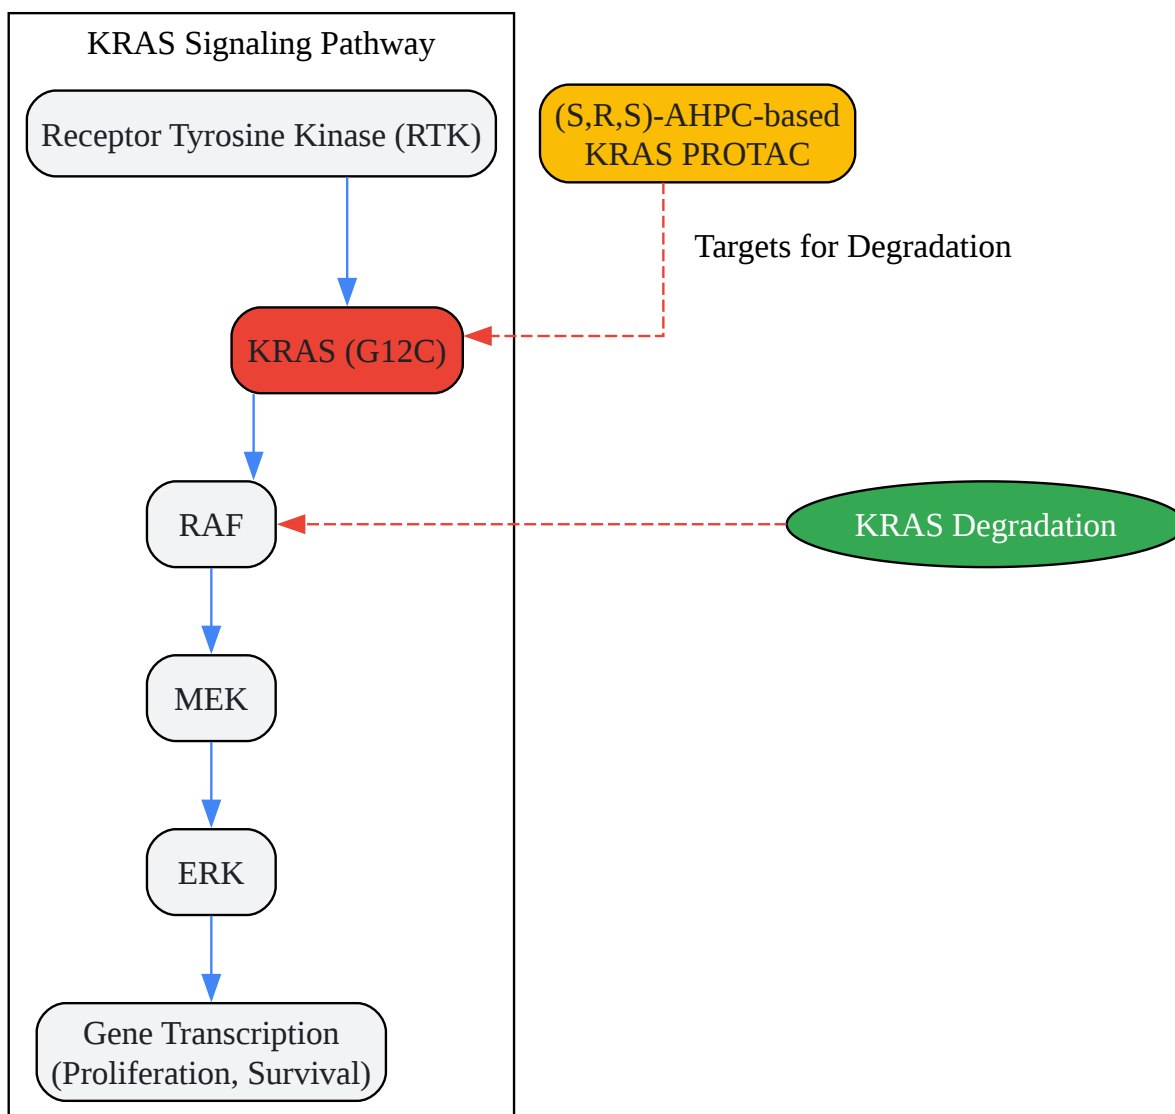 KRAS Signaling Pathway
Receptor Tyrosine Kinase (RTK)
(S,R,S)-AHPC-based
KRAS PROTAC
Targets for Degradation
KRAS (G12C)
RAF
KRAS Degradation
MEK
ERK
Gene Transcription
(Proliferation, Survival)